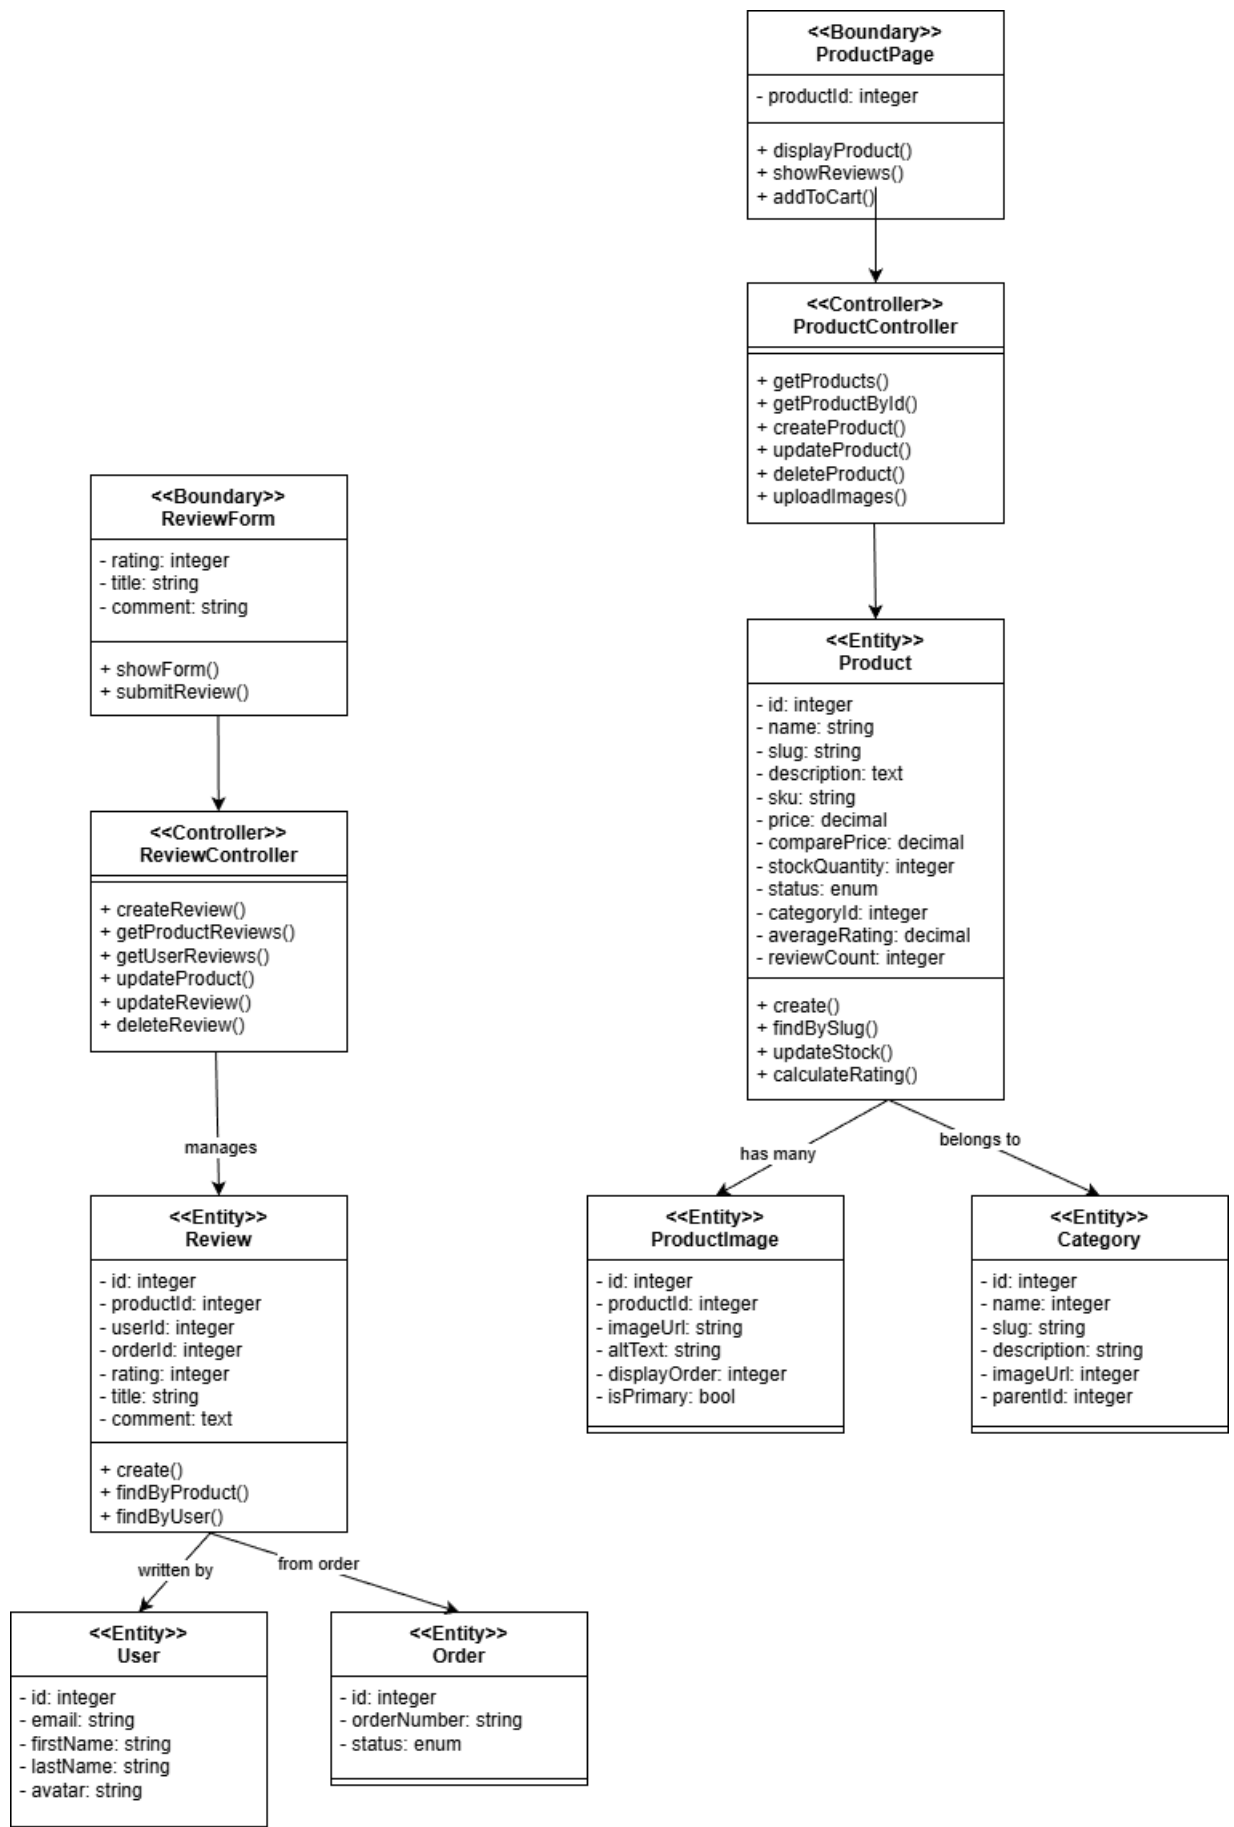 <<Boundary>>
ProductPage
- productId: integer
+ displayProduct()
+ showReviews()
+ addToCart()
<<Controller>>
ProductController
+ getProducts()
+ getProductById()
+ createProduct()
+ updateProduct()
+ deleteProduct()
+ uploadImages()
<<Boundary>>
ReviewForm
- rating: integer
- title: string
- comment: string
+ showForm()
+ submitReview()
<<Entity>>
Product
- id: integer
- name: string
- slug: string
- description: text
- sku: string
- price: decimal
- comparePrice: decimal
- stockQuantity: integer
- status: enum
- categoryId: integer
- averageRating: decimal
- reviewCount: integer
+ create()
+ findBySlug()
+ updateStock()
+ calculateRating()
<<Controller>>
ReviewController
+ createReview()
+ getProductReviews()
+ getUserReviews()
+ updateProduct()
+ updateReview()
+ deleteReview()
manages
has many
belongs to
<<Entity>>
Review
- id: integer
- productId: integer
- userId: integer
- orderId: integer
- rating: integer
- title: string
- comment: text
+ create()
+ findByProduct()
+ findByUser()
<<Entity>>
ProductImage
- id: integer
- productId: integer
- imageUrl: string
- altText: string
- displayOrder: integer
- isPrimary: bool
<<Entity>>
Category
- id: integer
- name: integer
- slug: string
- description: string
- imageUrl: integer
- parentId: integer
written by
from order
<<Entity>>
User
- id: integer
- email: string
- firstName: string
- lastName: string
- avatar: string
<<Entity>>
Order
- id: integer
- orderNumber: string
- status: enum